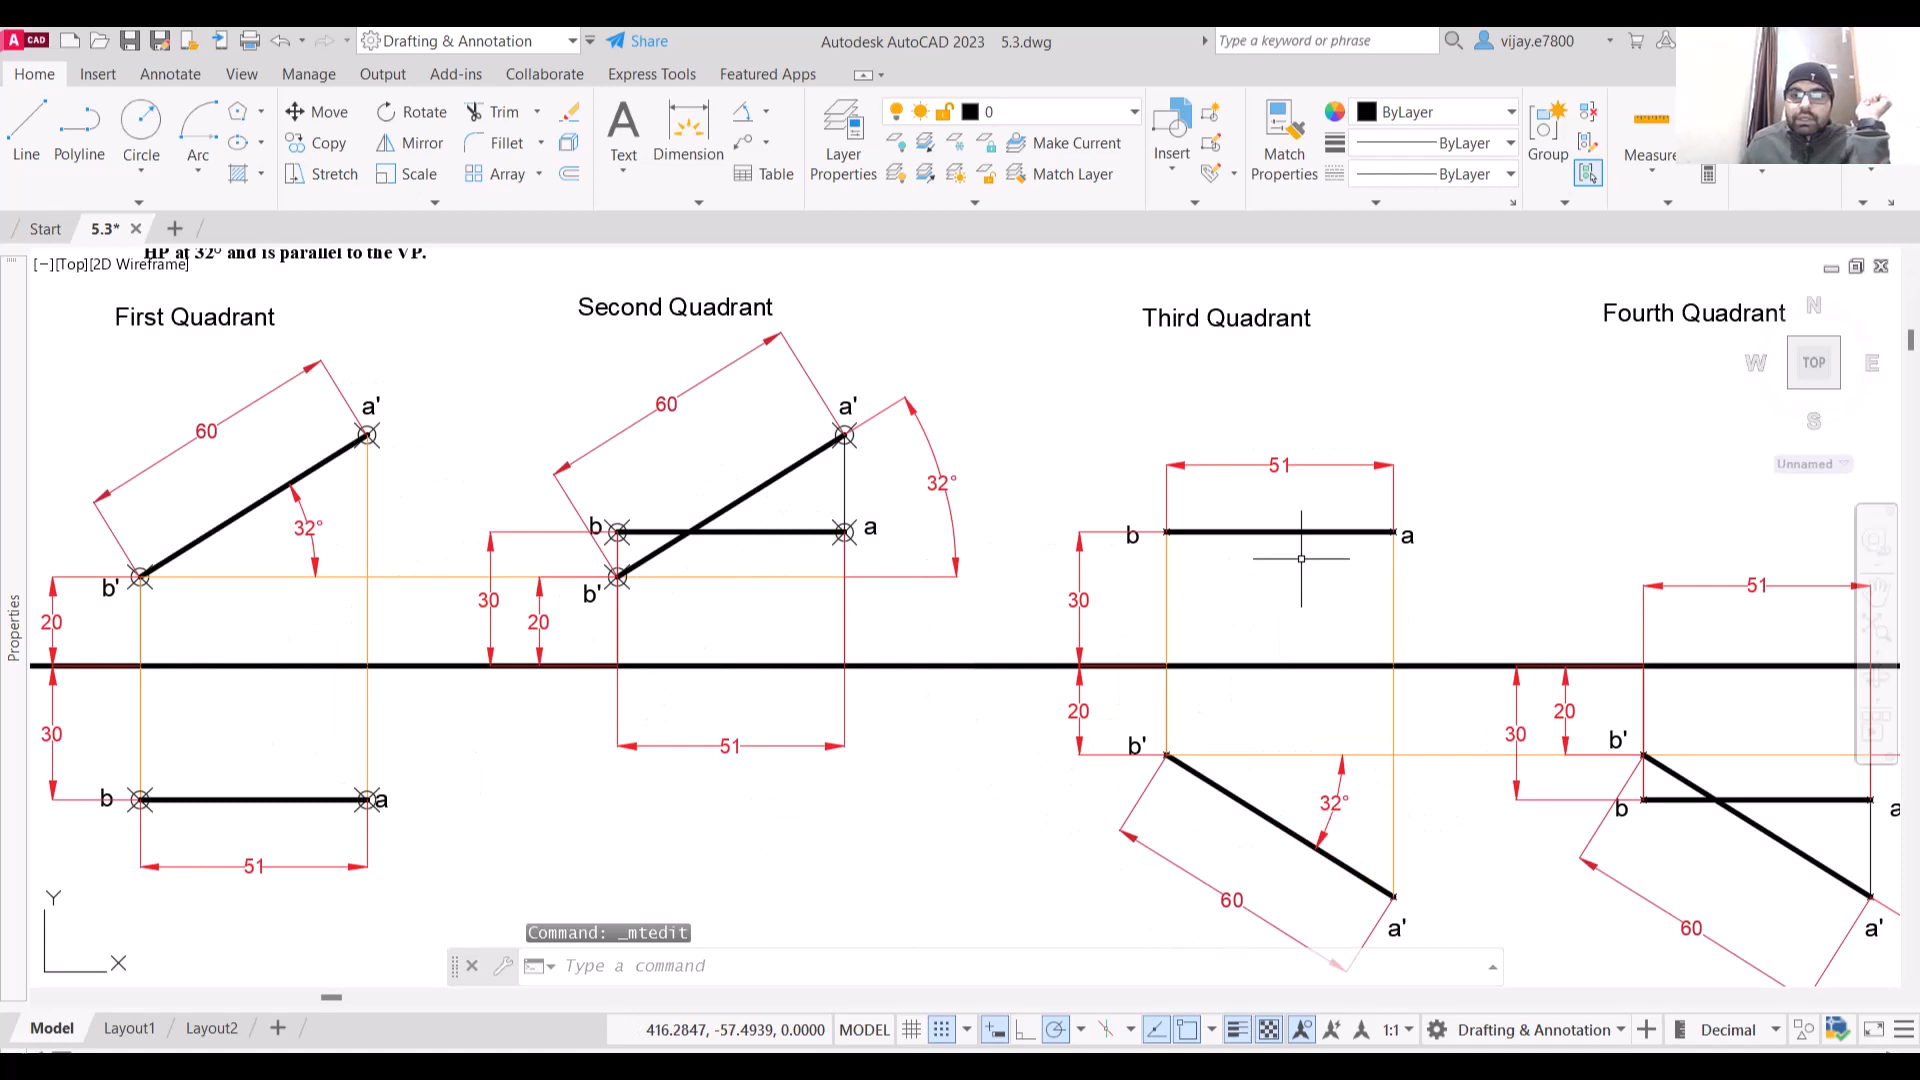 A CAD
Drafting & Annotation
Share
Autodesk AutoCAD 2023 5.3.dwg
Type a keyword or phrase
vijay.e7800
Home
Insert
Annotate
View
Manage
Output
Add-ins
Collaborate
Express Tools
Featured Apps
Line
Polyline
Circle
Arc
Move
Rotate
Trim
Copy
Mirror
Fillet
Stretch
Scale
Array
Text
Dimension
Table
Layer Properties
0
Make Current
Match Layer
Insert
Match Properties
ByLayer
ByLayer
ByLayer
Group
Measure
Start
5.3*
HP at 32° and is parallel to the VP.
[−][Top][2D Wireframe]
First Quadrant
Second Quadrant
Third Quadrant
Fourth Quadrant
N
W
TOP
E
S
Unnamed
Properties
60
a'
32°
b'
20
30
b
a
51
60
a'
32°
b
a
b'
30
20
51
51
b
a
30
20
b'
32°
60
a'
51
20
30
b'
b
a
60
a'
Y
X
Command: _mtedit
Type a command
Model
Layout1
Layout2
416.2847, -57.4939, 0.0000
MODEL
1:1
Drafting & Annotation
Decimal